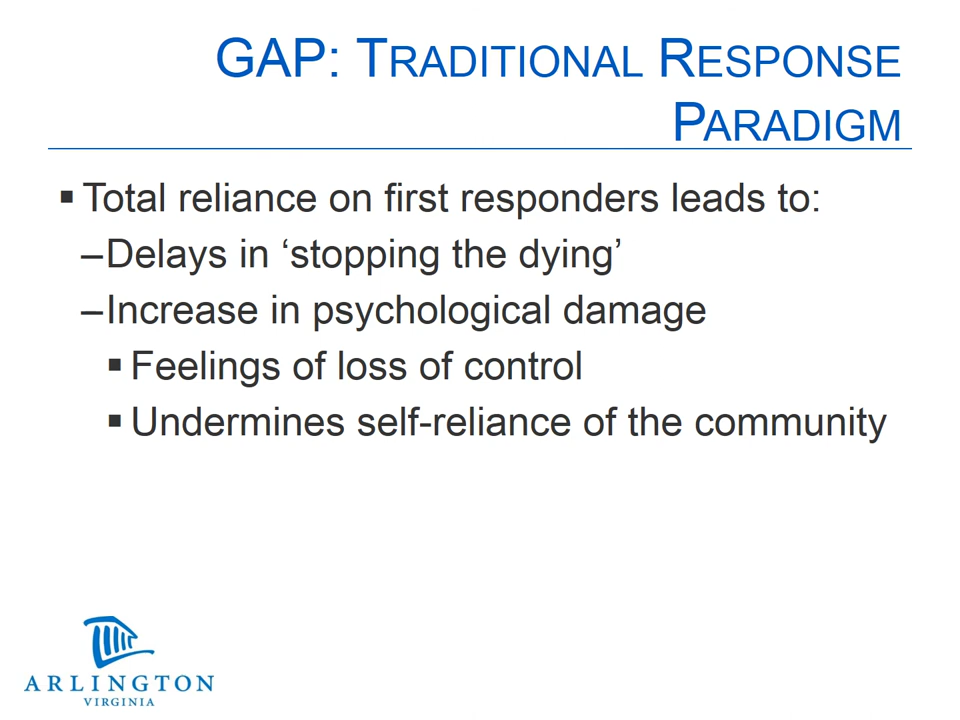 GAP: TRADITIONAL RESPONSE
PARADIGM
▪ Total reliance on first responders leads to:
–Delays in ‘stopping the dying’
–Increase in psychological damage
▪ Feelings of loss of control
▪ Undermines self-reliance of the community
ARLINGTON
VIRGINIA